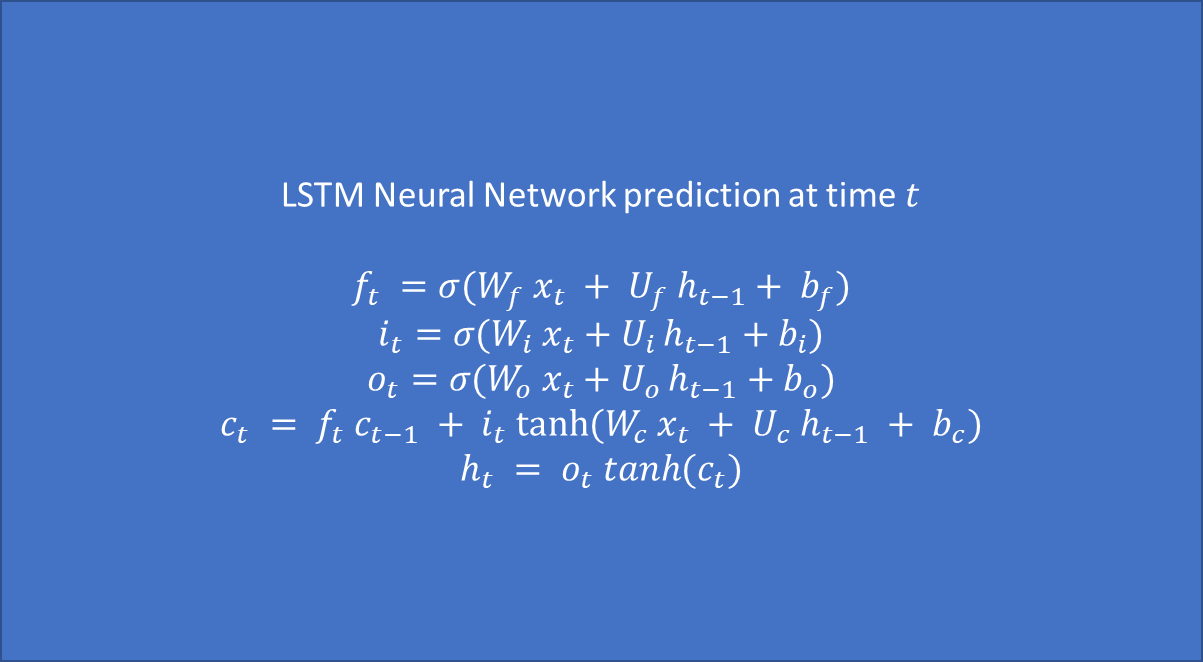 LSTM Neural Network prediction at time t
f_t = σ(W_f x_t + U_f h_{t−1} + b_f)
i_t = σ(W_i x_t + U_i h_{t−1} + b_i)
o_t = σ(W_o x_t + U_o h_{t−1} + b_o)
c_t = f_t c_{t−1} + i_t tanh(W_c x_t + U_c h_{t−1} + b_c)
h_t = o_t tanh(c_t)